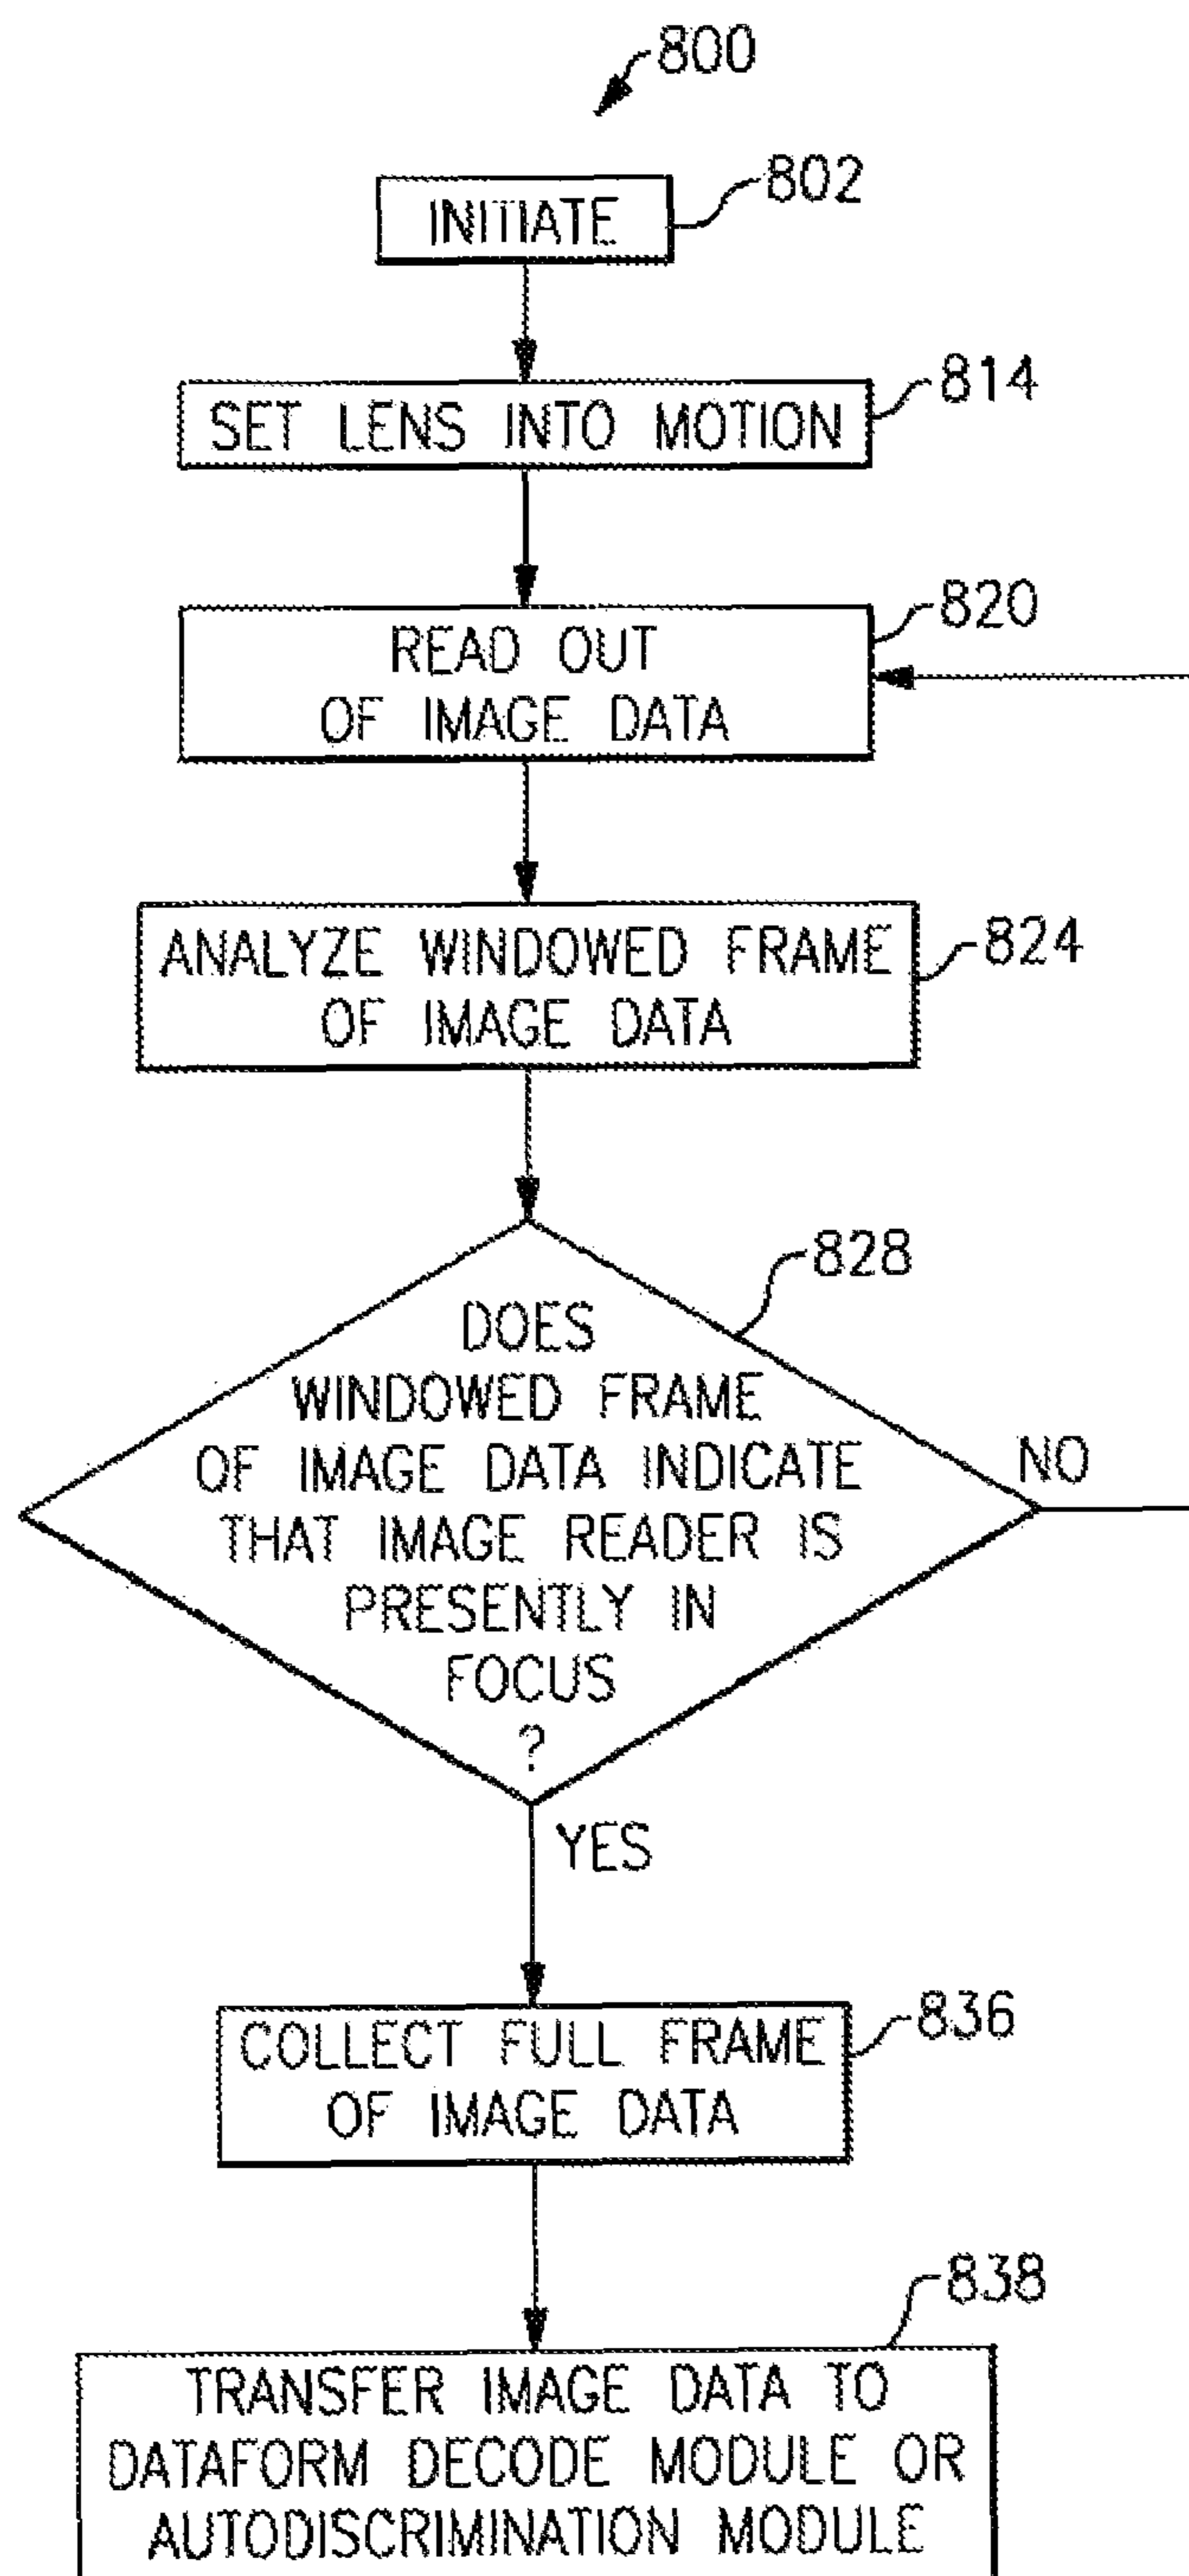 800
INITIATE
802
SET LENS INTO MOTION
814
READ OUT
OF IMAGE DATA
820
ANALYZE WINDOWED FRAME
OF IMAGE DATA
824
DOES
WINDOWED FRAME
OF IMAGE DATA INDICATE
THAT IMAGE READER IS
PRESENTLY IN
FOCUS
?
828
NO
YES
COLLECT FULL FRAME
OF IMAGE DATA
836
TRANSFER IMAGE DATA TO
DATAFORM DECODE MODULE OR
AUTODISCRIMINATION MODULE
838